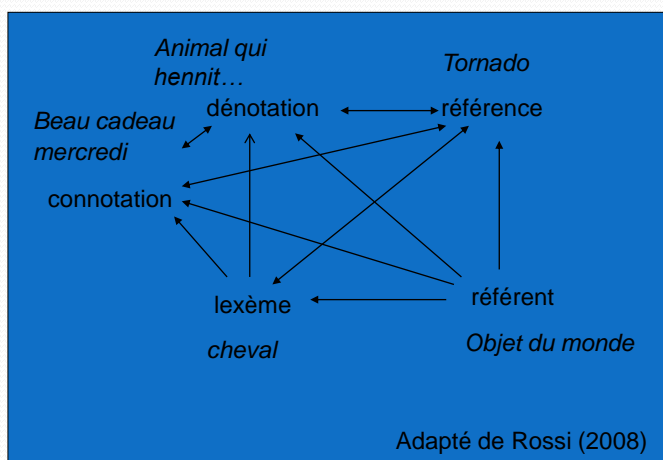 Animal qui
hennit…
Tornado
dénotation
référence
Beau cadeau
mercredi
connotation
lexème
référent
cheval
Objet du monde
Adapté de Rossi (2008)